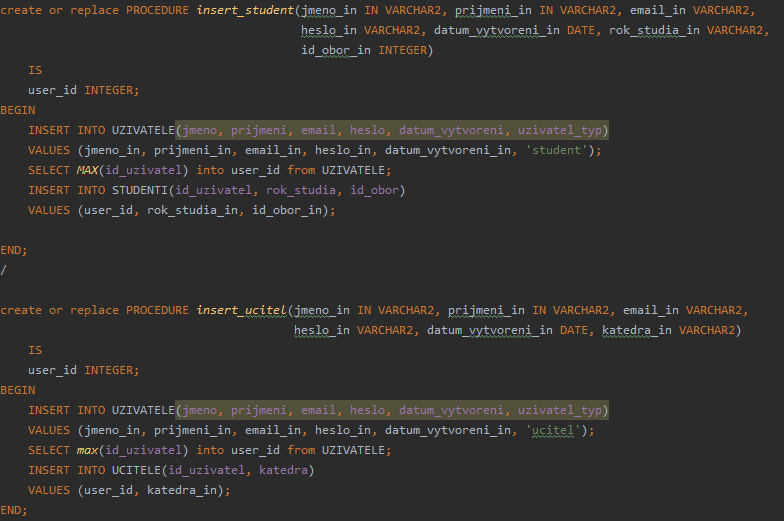 create or replace PROCEDURE insert_student(jmeno_in IN VARCHAR2, prijmeni_in IN VARCHAR2, email_in VARCHAR2,
heslo_in VARCHAR2, datum_vytvoreni_in DATE, rok_studia_in VARCHAR2,
id_obor_in INTEGER)
IS
user_id INTEGER;
BEGIN
INSERT INTO UZIVATELE(jmeno, prijmeni, email, heslo, datum_vytvoreni, uzivatel_typ)
VALUES (jmeno_in, prijmeni_in, email_in, heslo_in, datum_vytvoreni_in, 'student');
SELECT MAX(id_uzivatel) into user_id from UZIVATELE;
INSERT INTO STUDENTI(id_uzivatel, rok_studia, id_obor)
VALUES (user_id, rok_studia_in, id_obor_in);
END;
/
create or replace PROCEDURE insert_ucitel(jmeno_in IN VARCHAR2, prijmeni_in IN VARCHAR2, email_in VARCHAR2,
heslo_in VARCHAR2, datum_vytvoreni_in DATE, katedra_in VARCHAR2)
IS
user_id INTEGER;
BEGIN
INSERT INTO UZIVATELE(jmeno, prijmeni, email, heslo, datum_vytvoreni, uzivatel_typ)
VALUES (jmeno_in, prijmeni_in, email_in, heslo_in, datum_vytvoreni_in, 'ucitel');
SELECT max(id_uzivatel) into user_id from UZIVATELE;
INSERT INTO UCITELE(id_uzivatel, katedra)
VALUES (user_id, katedra_in);
END;